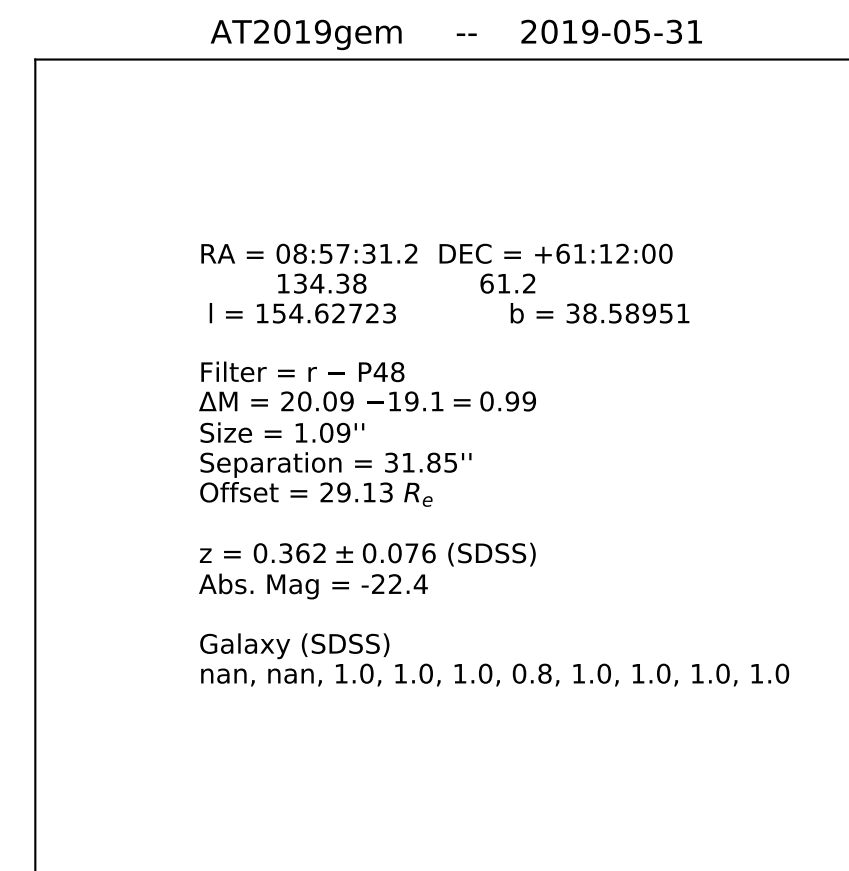 AT2019gem -- 2019-05-31
RA = 08:57:31.2 DEC = +61:12:00
134.38 61.2
l = 154.62723 b = 38.58951
Filter = r − P48
ΔM = 20.09 −19.1 = 0.99
Size = 1.09''
Separation = 31.85''
Offset = 29.13 Rₑ
z = 0.362 ± 0.076 (SDSS)
Abs. Mag = -22.4
Galaxy (SDSS)
nan, nan, 1.0, 1.0, 1.0, 0.8, 1.0, 1.0, 1.0, 1.0